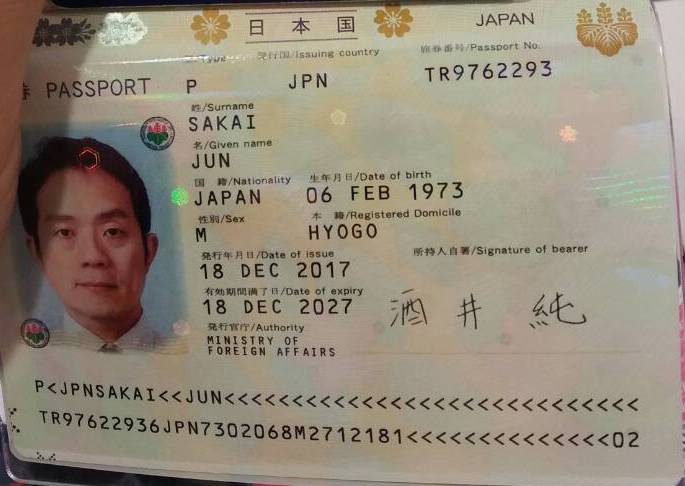 日本国 JAPAN
発行国/Issuing country 旅券番号/Passport No.
PASSPORT P JPN TR9762293
姓/Surname
SAKAI
名/Given name
JUN
国 籍/Nationality 生年月日/Date of birth
JAPAN 06 FEB 1973
性別/Sex 本 籍/Registered Domicile
M HYOGO
発行年月日/Date of issue 所持人自署/Signature of bearer
18 DEC 2017
有効期間満了日/Date of expiry
18 DEC 2027 酒井 純
発行官庁/Authority
MINISTRY OF
FOREIGN AFFAIRS
P<JPNSAKAI<<JUN<<<<<<<<<<<<<<<<<<<<<<<<<<<<<
TR97622936JPN7302068M2712181<<<<<<<<<<<<<<02